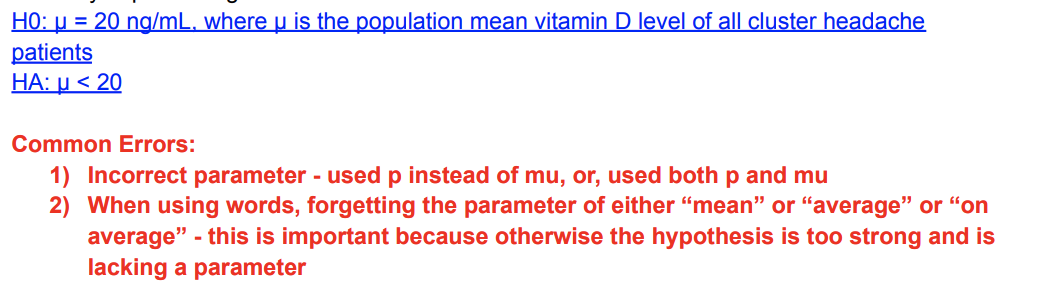 H0: μ = 20 ng/mL, where μ is the population mean vitamin D level of all cluster headache
patients
HA: μ < 20
Common Errors:
1) Incorrect parameter - used p instead of mu, or, used both p and mu
2) When using words, forgetting the parameter of either “mean” or “average” or “on
average” - this is important because otherwise the hypothesis is too strong and is
lacking a parameter